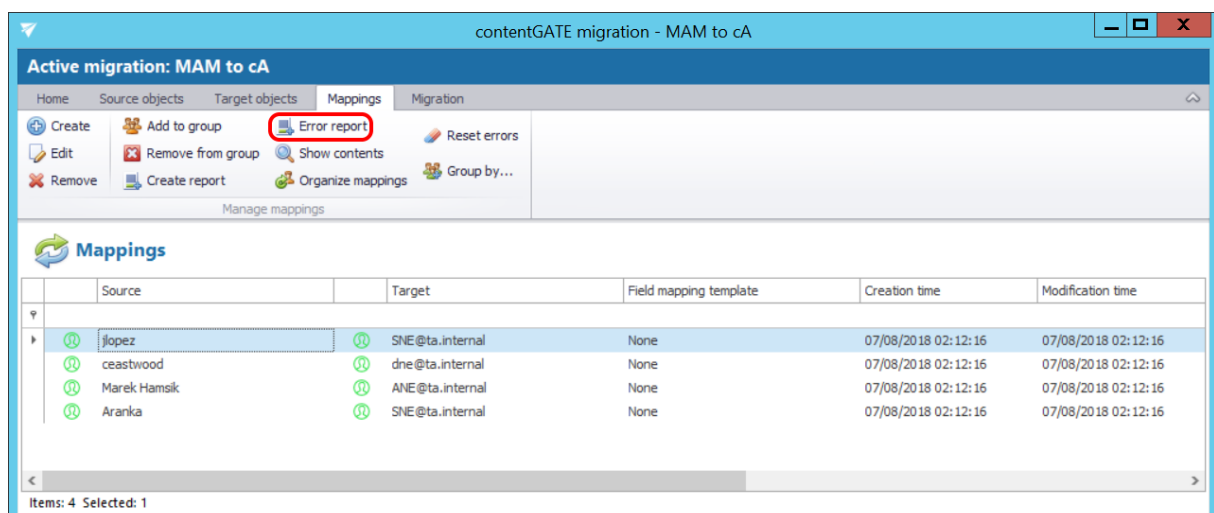 contentGATE migration - MAM to cA
Active migration: MAM to cA
Home Source objects Target objects Mappings Migration
Create Add to group Error report Reset errors
Edit Remove from group Show contents Group by...
Remove Create report Organize mappings
Manage mappings
Mappings
Source Target Field mapping template Creation time Modification time
jlopez SNE@ta.internal None 07/08/2018 02:12:16 07/08/2018 02:12:16
ceastwood dne@ta.internal None 07/08/2018 02:12:16 07/08/2018 02:12:16
Marek Hamsik ANE@ta.internal None 07/08/2018 02:12:16 07/08/2018 02:12:16
Aranka SNE@ta.internal None 07/08/2018 02:12:16 07/08/2018 02:12:16
Items: 4 Selected: 1